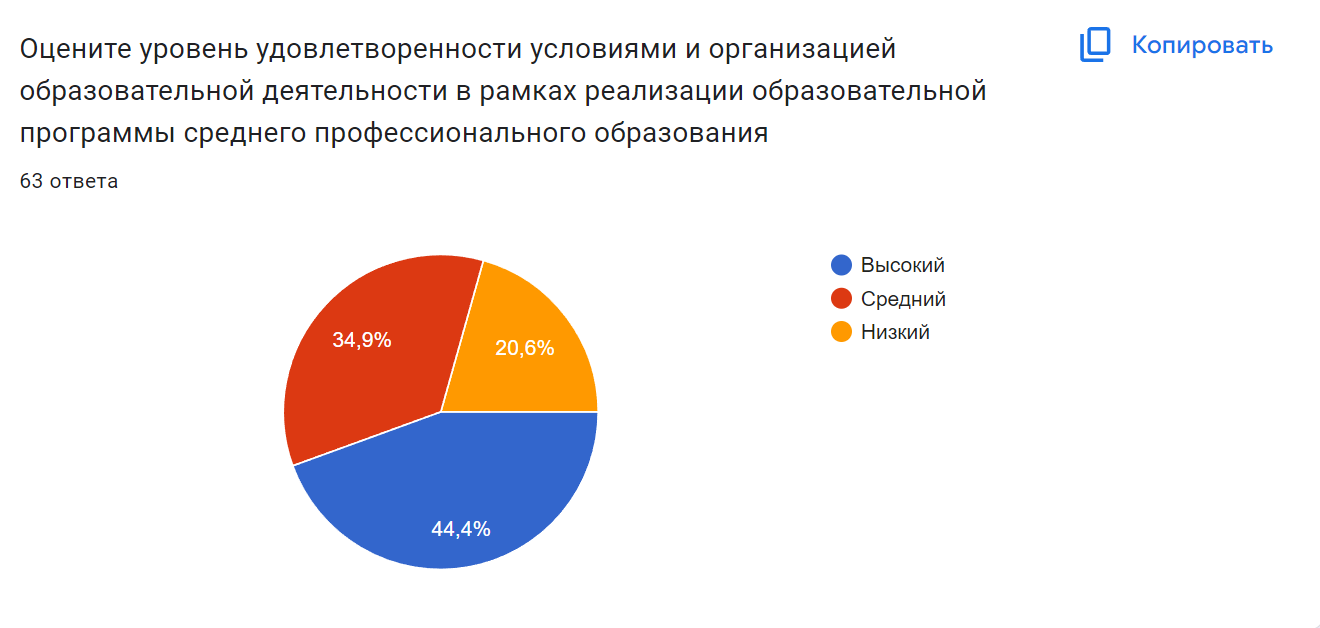 Оцените уровень удовлетворенности условиями и организацией
образовательной деятельности в рамках реализации образовательной
программы среднего профессионального образования
Копировать
63 ответа
Высокий
Средний
Низкий
34,9%
20,6%
44,4%